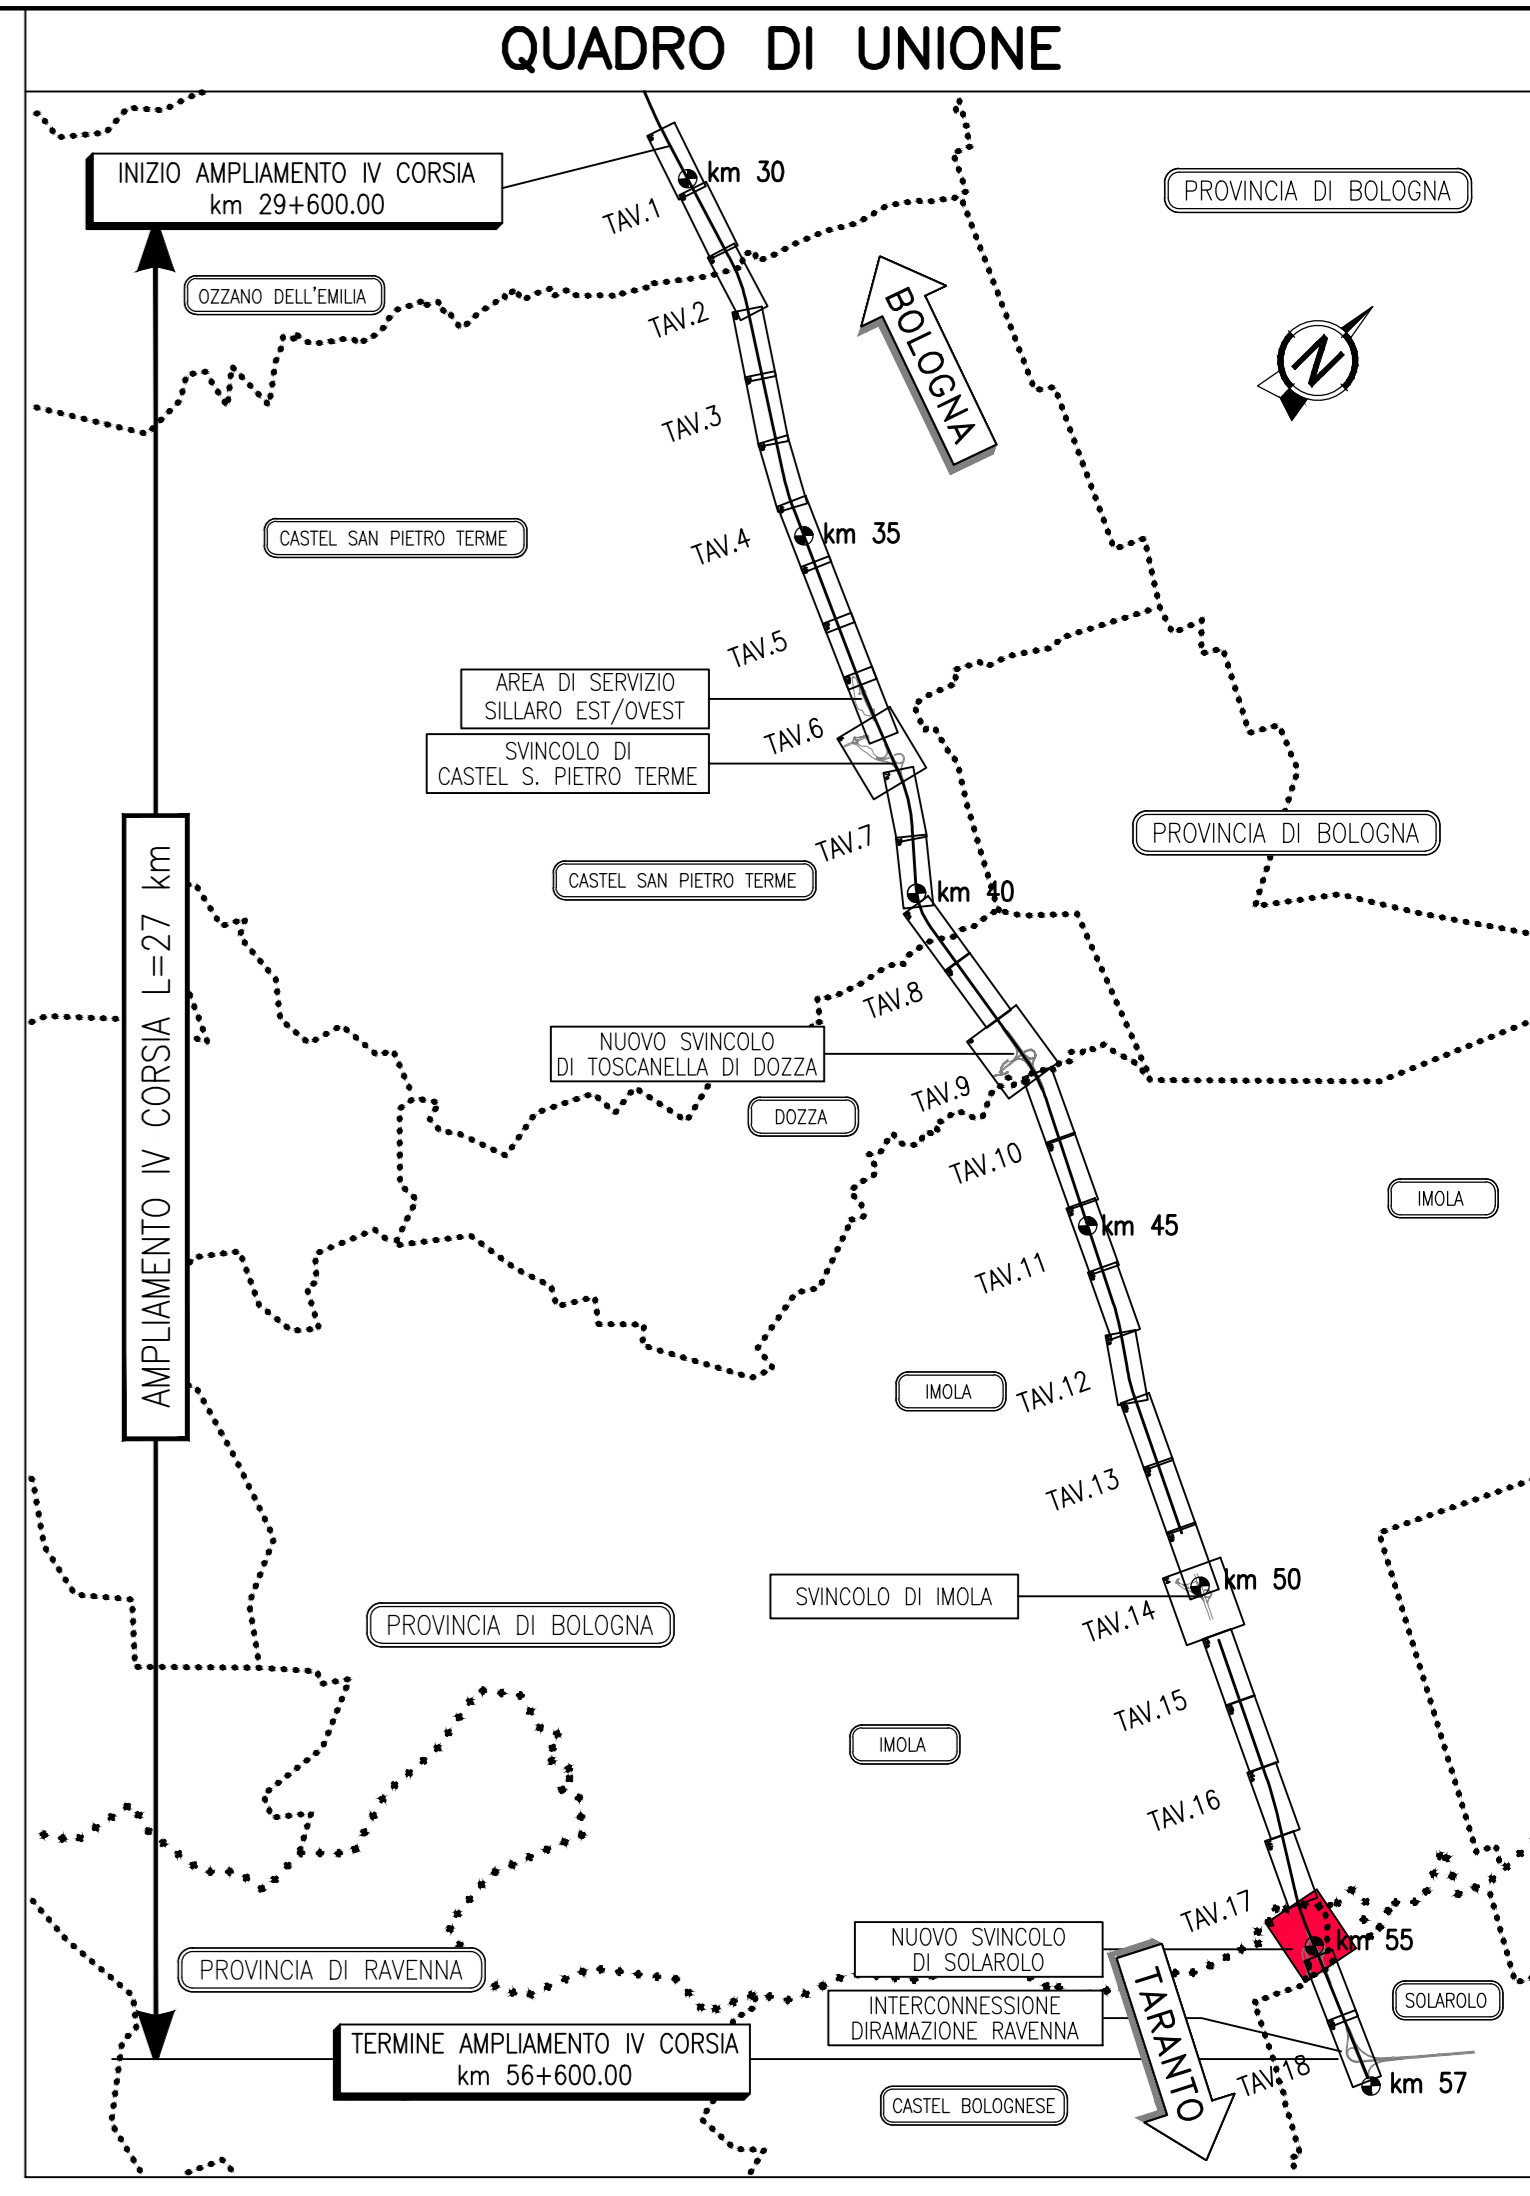 QUADRO DI UNIONE
INIZIO AMPLIAMENTO IV CORSIA
km 29+600.00
km 30
PROVINCIA DI BOLOGNA
TAV.1
OZZANO DELL'EMILIA
BOLOGNA
TAV.2
N
TAV.3
CASTEL SAN PIETRO TERME
TAV.4
km 35
TAV.5
AREA DI SERVIZIO
SILLARO EST/OVEST
TAV.6
SVINCOLO DI
CASTEL S. PIETRO TERME
PROVINCIA DI BOLOGNA
TAV.7
CASTEL SAN PIETRO TERME
km 40
AMPLIAMENTO IV CORSIA L=27 km
TAV.8
NUOVO SVINCOLO
DI TOSCANELLA DI DOZZA
TAV.9
DOZZA
TAV.10
IMOLA
km 45
TAV.11
IMOLA
TAV.12
TAV.13
SVINCOLO DI IMOLA
km 50
TAV.14
PROVINCIA DI BOLOGNA
TAV.15
IMOLA
TAV.16
TAV.17
NUOVO SVINCOLO
DI SOLAROLO
km 55
PROVINCIA DI RAVENNA
SOLAROLO
INTERCONNESSIONE
DIRAMAZIONE RAVENNA
TARANTO
TERMINE AMPLIAMENTO IV CORSIA
km 56+600.00
TAV.18
km 57
CASTEL BOLOGNESE